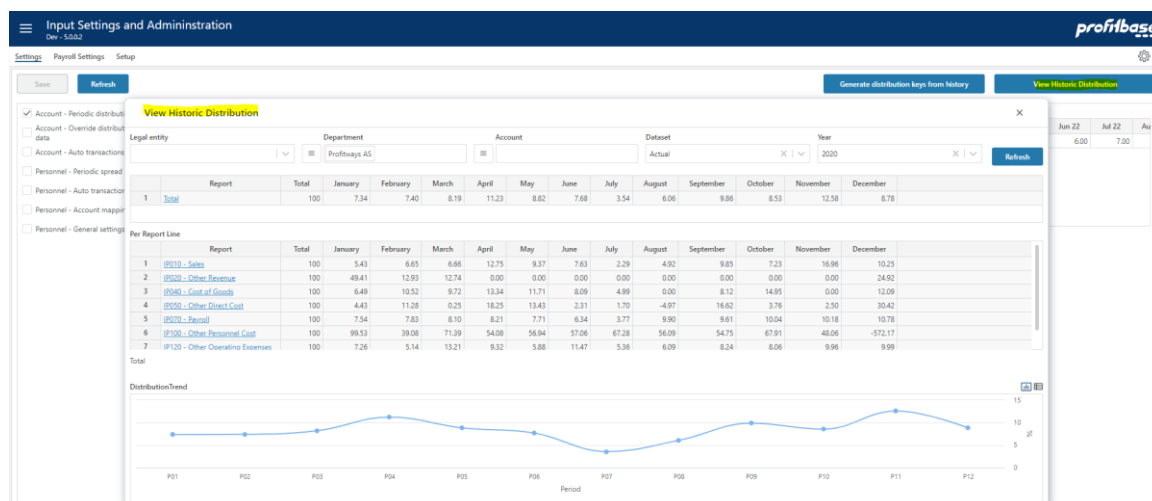 Input Settings and Admininstration
Dev - 5.0.0.2
profitbase
Settings Payroll Settings Setup
Save Refresh Generate distribution keys from history View Historic Distribution
Account - Periodic distributi
Account - Override distribut
data
Account - Auto transactions
Personnel - Periodic spread
Personnel - Auto transaction
Personnel - Account mappin
Personnel - General settings
Jun 22 Jul 22 Au
6.00 7.00
View Historic Distribution
Legal entity Department Account Dataset Year
Profitways AS Actual 2020 Refresh
Report Total January February March April May June July August September October November December
1 Total 100 7.34 7.40 8.19 11.23 8.82 7.68 3.54 6.06 9.86 8.53 12.58 8.78
Per Report Line
Report Total January February March April May June July August September October November December
1 IP010 - Sales 100 5.43 6.65 6.66 12.75 9.37 7.63 2.29 4.92 9.85 7.23 16.96 10.25
2 IP020 - Other Revenue 100 49.41 12.93 12.74 0.00 0.00 0.00 0.00 0.00 0.00 0.00 0.00 24.92
3 IP040 - Cost of Goods 100 6.49 10.52 9.72 13.34 11.71 8.09 4.99 0.00 8.12 14.95 0.00 12.09
4 IP050 - Other Direct Cost 100 4.43 11.28 0.25 18.25 13.43 2.31 1.70 -4.97 16.62 3.76 2.50 30.42
5 IP070 - Payroll 100 7.54 7.83 8.10 8.21 7.71 6.34 3.77 9.90 9.61 10.04 10.18 10.78
6 IP100 - Other Personnel Cost 100 99.53 39.08 71.39 54.08 56.94 57.06 67.28 56.09 54.75 67.91 48.06 -572.17
7 IP120 - Other Operating Expenses 100 7.26 5.14 13.21 9.32 5.88 11.47 5.36 6.09 8.24 8.06 9.96 9.99
Total
DistributionTrend
15
10
5
0
%
P01 P02 P03 P04 P05 P06 P07 P08 P09 P10 P11 P12
Period